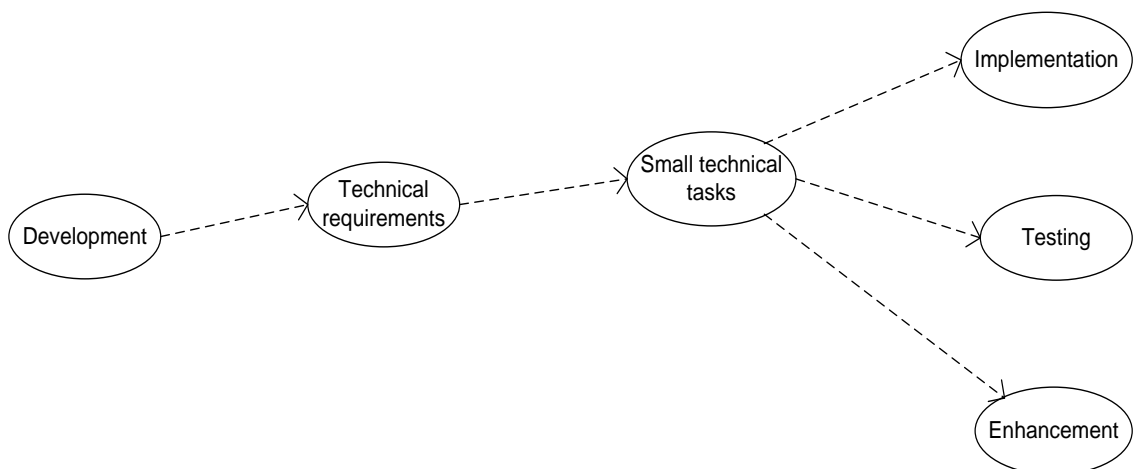 Implementation
Small technical
tasks
Technical
requirements
Development
Testing
Enhancement